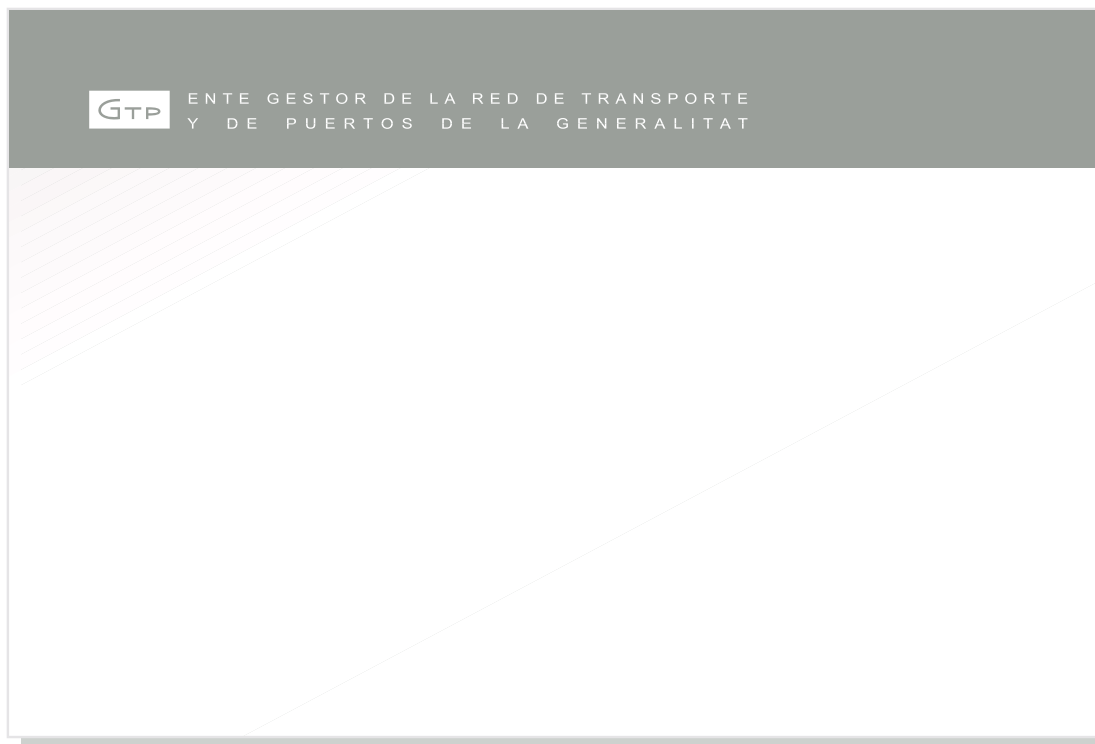 GTP
ENTE GESTOR DE LA RED DE TRANSPORTE
Y DE PUERTOS DE LA GENERALITAT